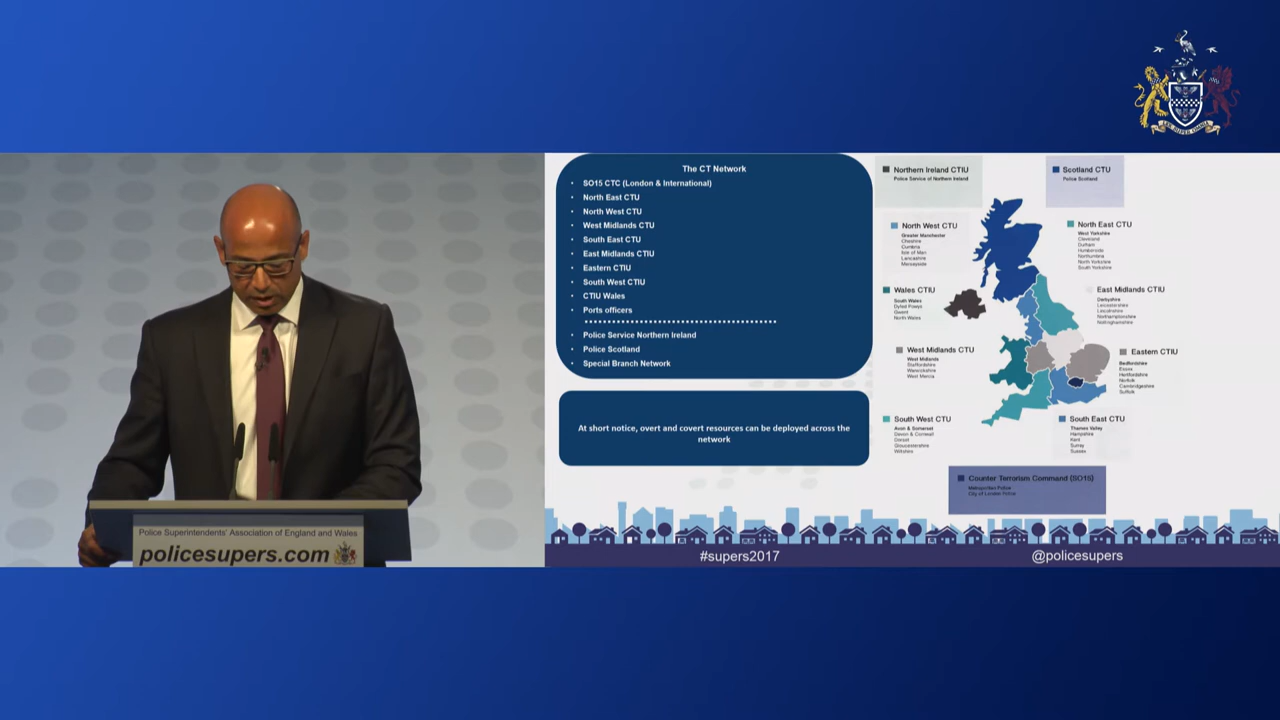 The CT Network
• SO15 CTC (London & International)
• North East CTU
• North West CTU
• West Midlands CTU
• South East CTU
• East Midlands CTIU
• Eastern CTIU
• South West CTIU
• CTIU Wales
• Ports officers
• Police Service Northern Ireland
• Police Scotland
• Special Branch Network
At short notice, overt and covert resources can be deployed across the
network
Northern Ireland CTIU
Police Service of Northern Ireland
Scotland CTU
Police Scotland
North West CTU
Greater Manchester
Cheshire
Cumbria
Isle of Man
Lancashire
Merseyside
North East CTU
West Yorkshire
Cleveland
Durham
Humberside
Northumbria
North Yorkshire
South Yorkshire
Wales CTIU
South Wales
Dyfed Powys
Gwent
North Wales
East Midlands CTIU
Derbyshire
Leicestershire
Lincolnshire
Northamptonshire
Nottinghamshire
West Midlands CTU
West Midlands
Staffordshire
Warwickshire
West Mercia
Eastern CTIU
Bedfordshire
Essex
Hertfordshire
Norfolk
Cambridgeshire
Suffolk
South West CTU
Avon & Somerset
Devon & Cornwall
Dorset
Gloucestershire
Wiltshire
South East CTU
Thames Valley
Hampshire
Kent
Surrey
Sussex
Counter Terrorism Command (SO15)
Metropolitan Police
City of London Police
#supers2017
@policesupers
Police Superintendents' Association of England and Wales
policesupers.com